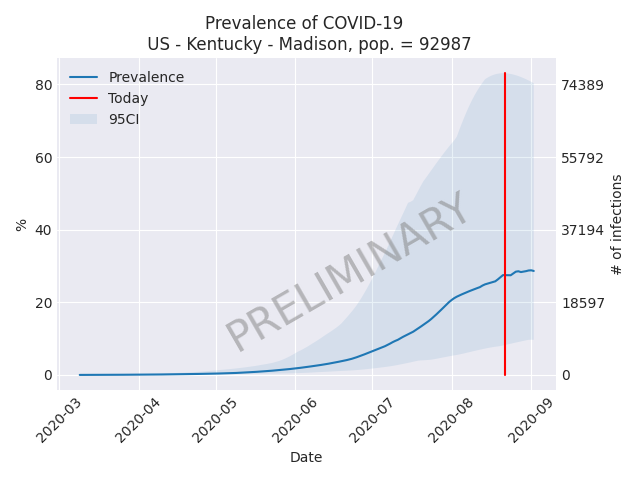 Prevalence of COVID-19
US - Kentucky - Madison, pop. = 92987
Prevalence
Today
95CI
PRELIMINARY
%
80
60
40
20
0
# of infections
74389
55792
37194
18597
0
2020-03
2020-04
2020-05
2020-06
2020-07
2020-08
2020-09
Date